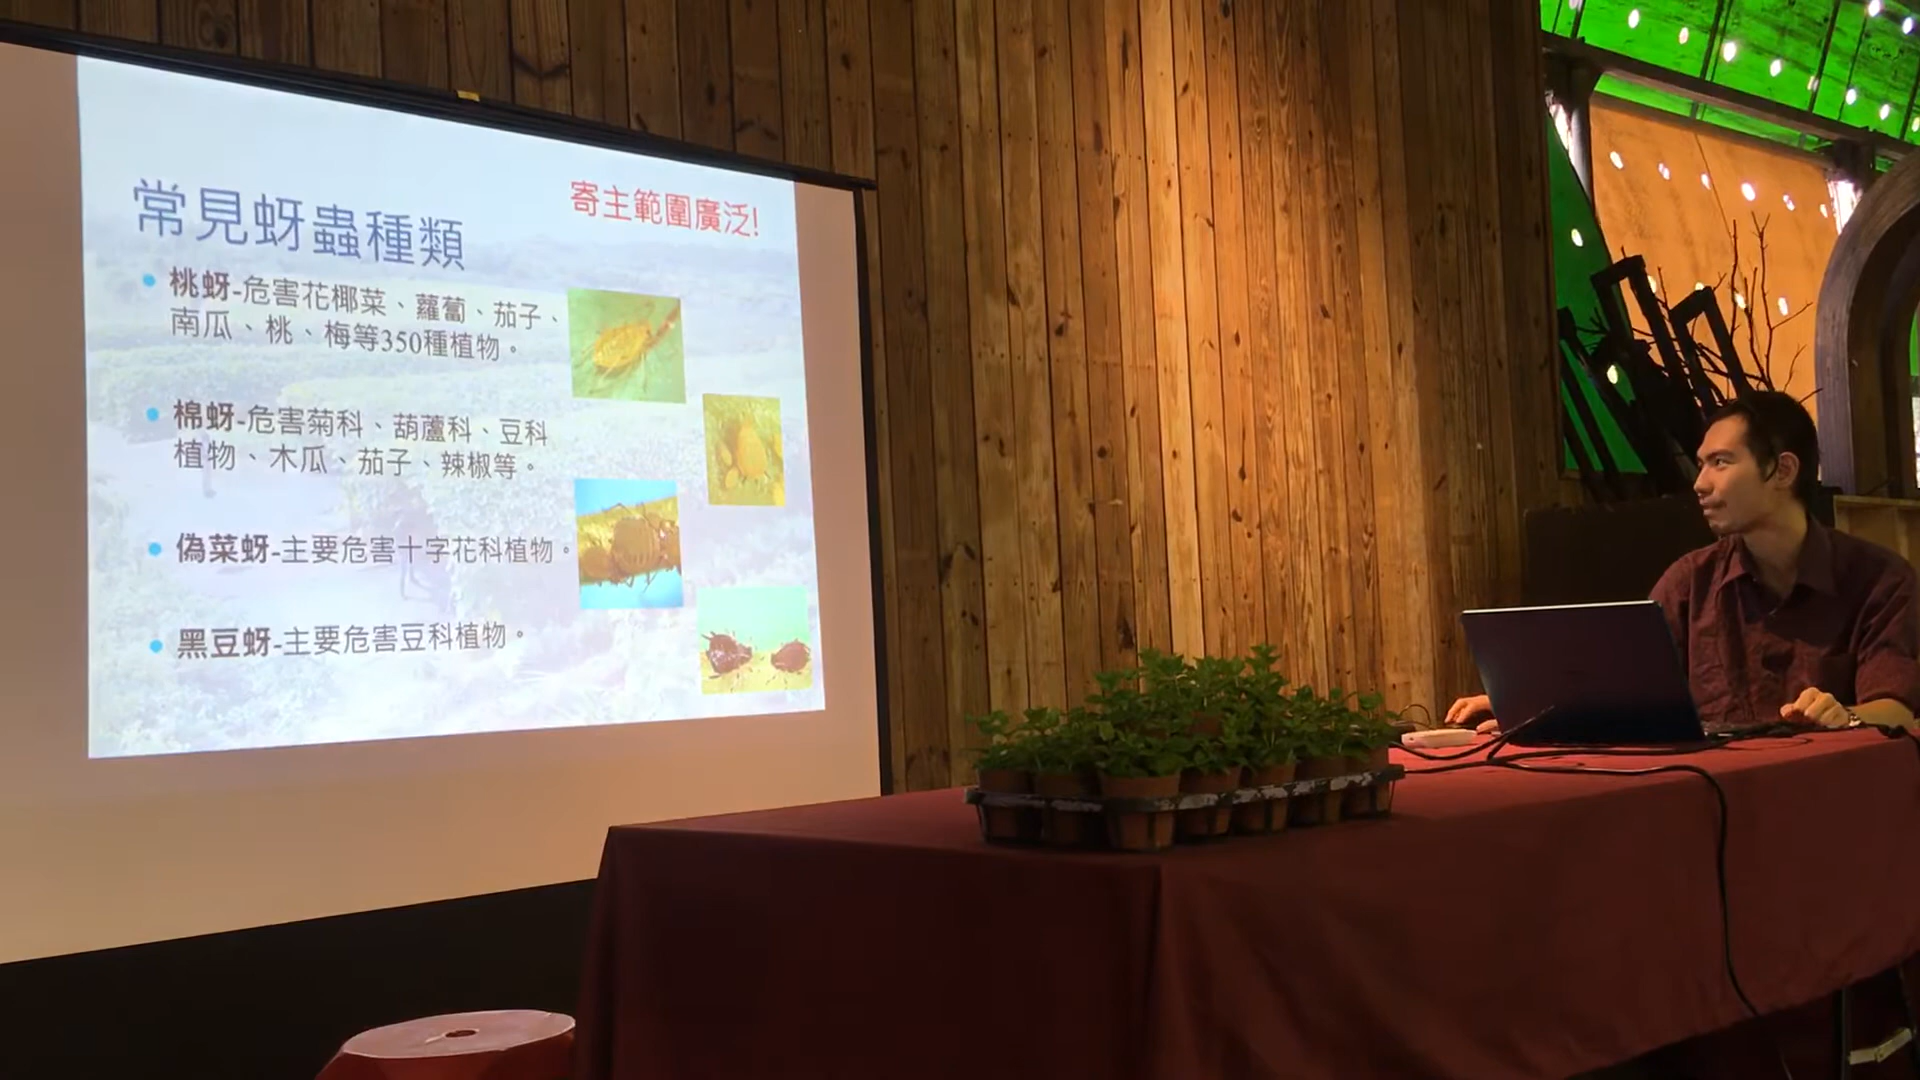 常見蚜蟲種類
寄主範圍廣泛!
桃蚜-危害花椰菜、蘿蔔、茄子、
南瓜、桃、梅等350種植物。
棉蚜-危害菊科、葫蘆科、豆科
植物、木瓜、茄子、辣椒等。
偽菜蚜-主要危害十字花科植物。
黑豆蚜-主要危害豆科植物。